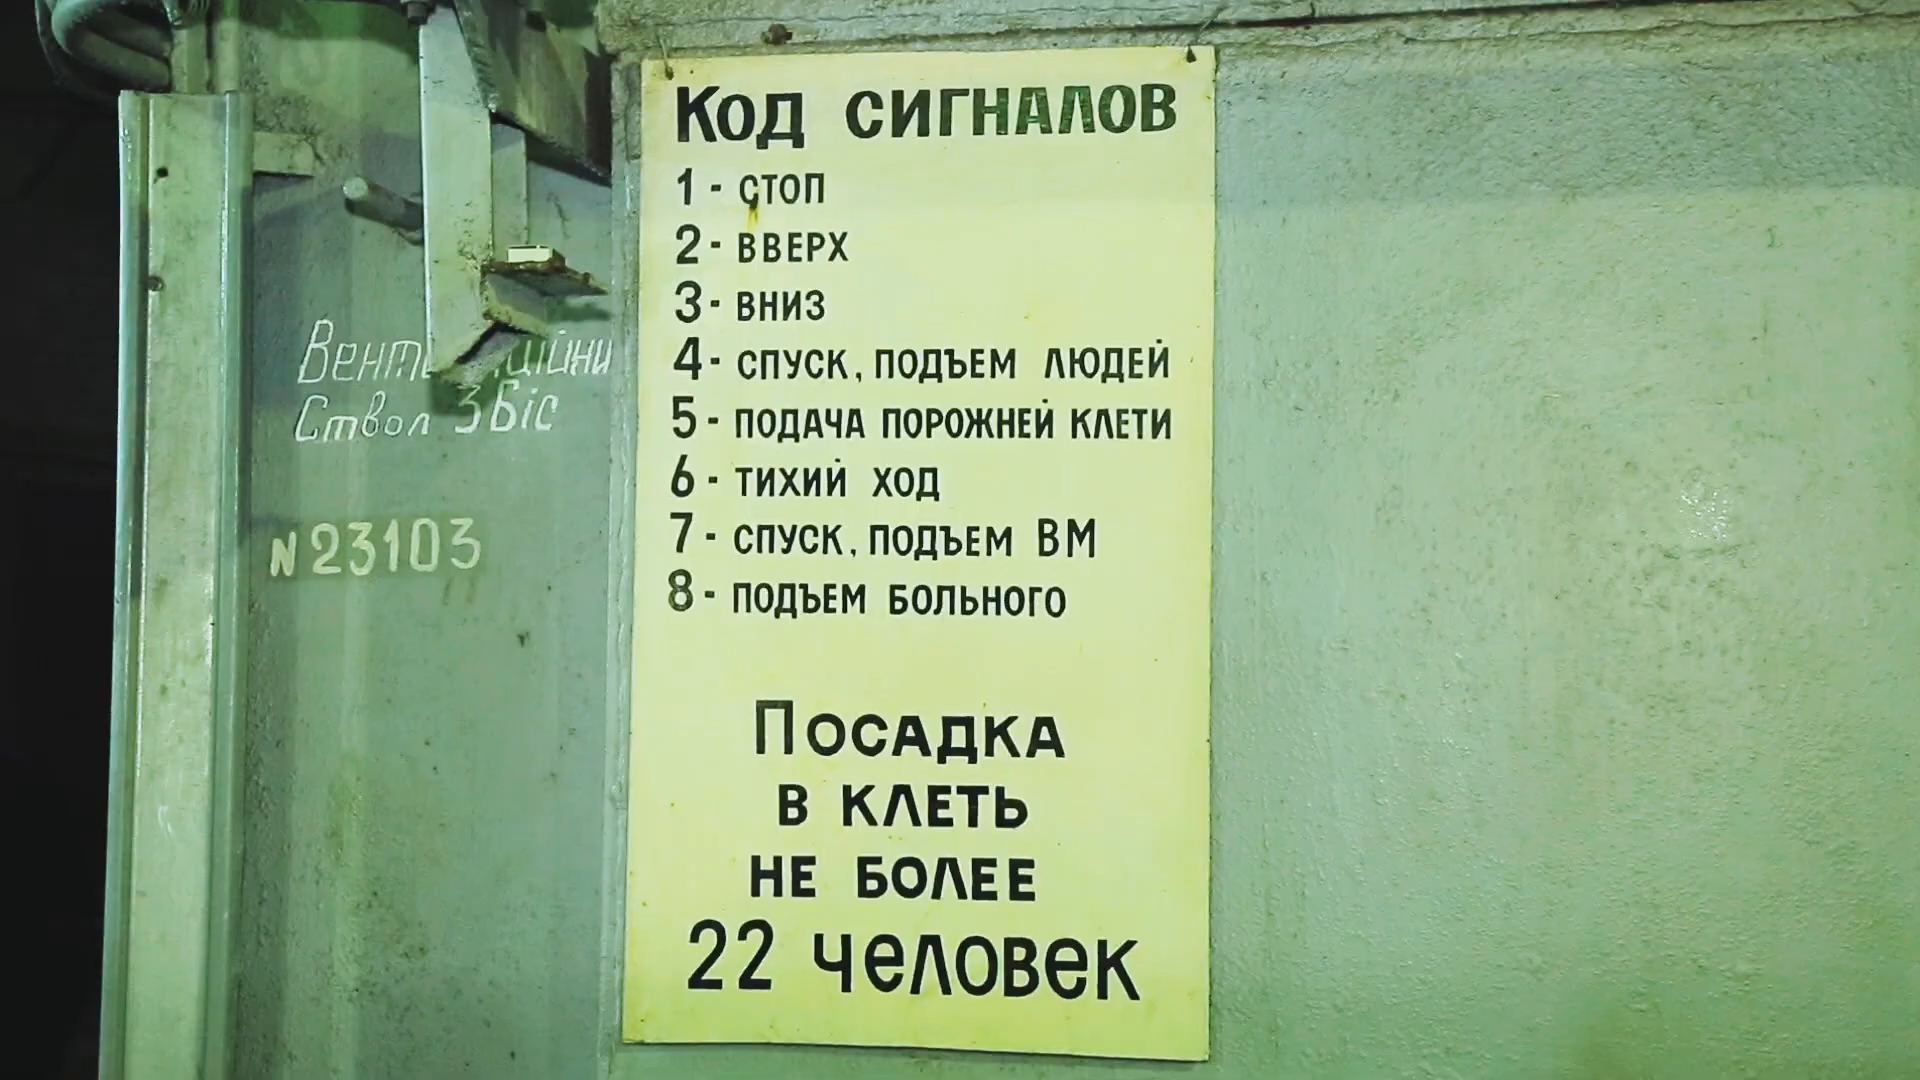 Код сигналов
1 - стоп
2 - вверх
3 - вниз
4 - спуск, подъем людей
5 - подача порожней клети
6 - тихий ход
7 - спуск, подъем ВМ
8 - подъем больного
Посадка
в клеть
не более
22 человек
Ствол 3 Біс
N 23103